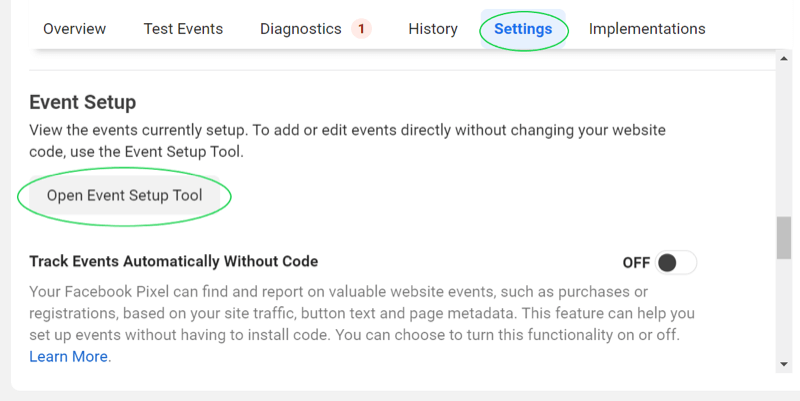 Overview Test Events Diagnostics 1 History Settings Implementations
Event Setup
View the events currently setup. To add or edit events directly without changing your website
code, use the Event Setup Tool.
Open Event Setup Tool
Track Events Automatically Without Code OFF
Your Facebook Pixel can find and report on valuable website events, such as purchases or
registrations, based on your site traffic, button text and page metadata. This feature can help you
set up events without having to install code. You can choose to turn this functionality on or off.
Learn More.